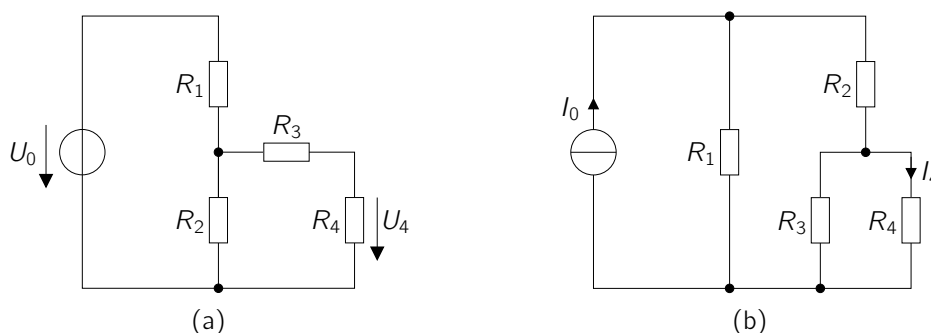 U₀
R₁
R₂
R₃
R₄
U₄
(a)
I₀
R₁
R₂
R₃
R₄
(b)